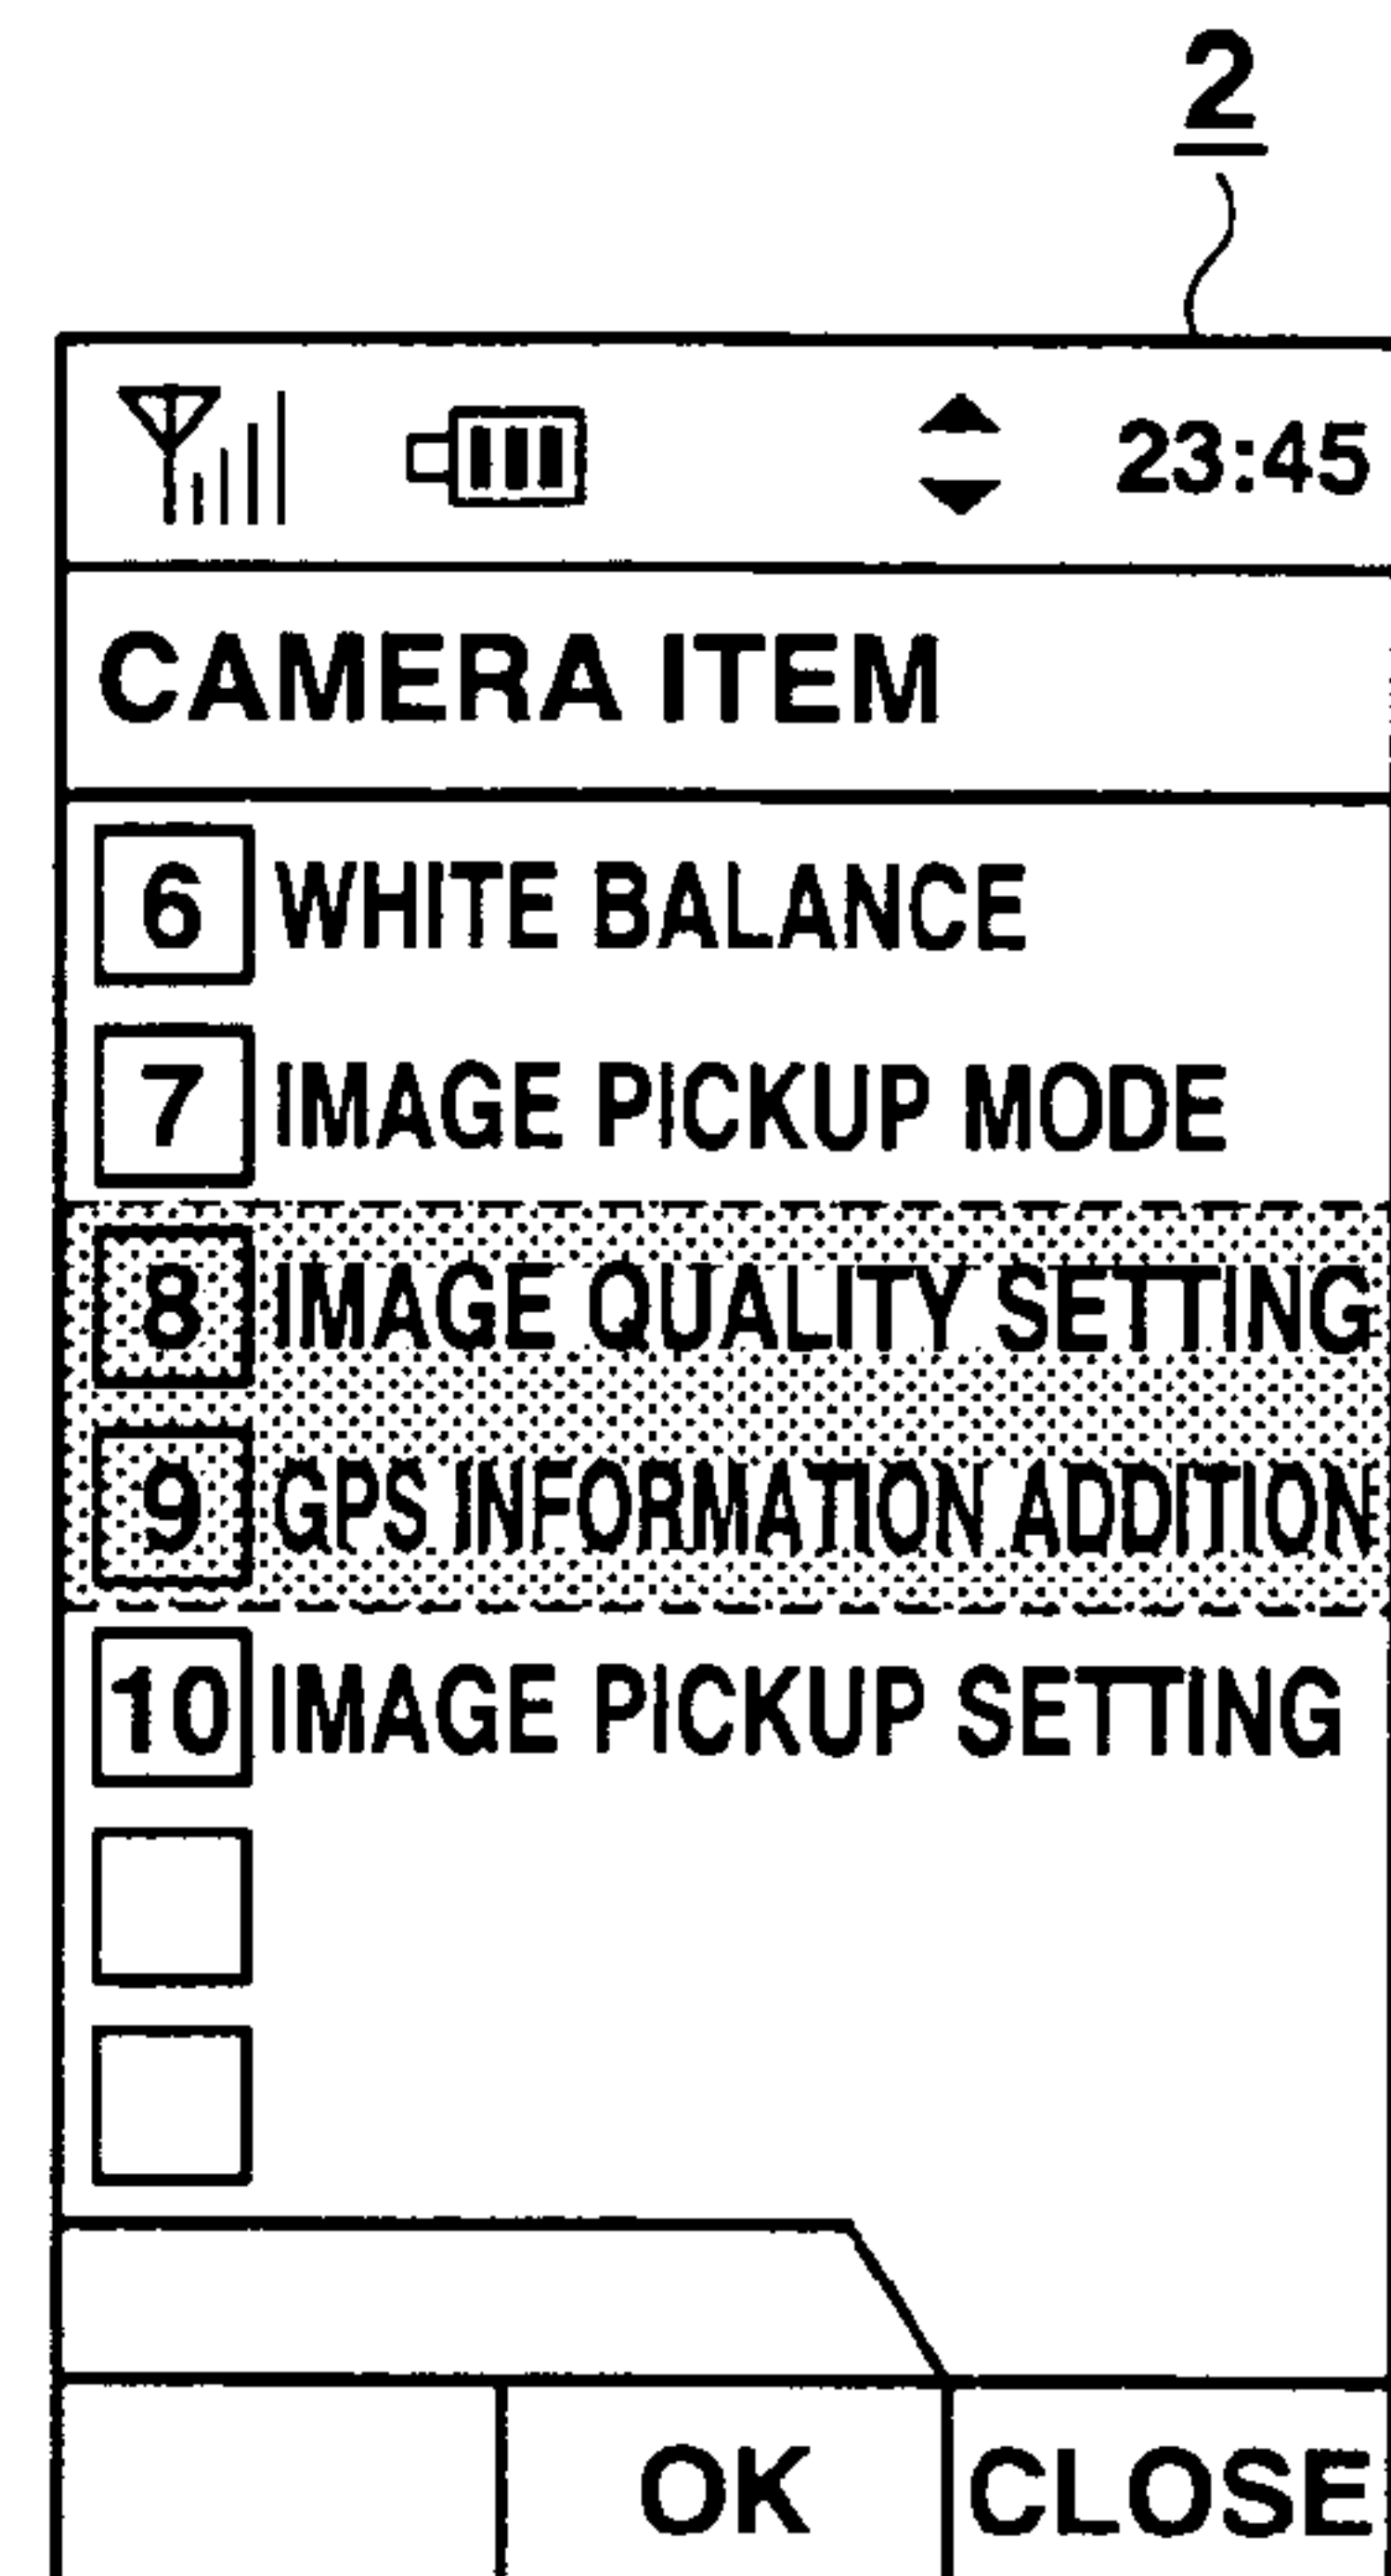 2
23:45
CAMERA ITEM
6 WHITE BALANCE
7 IMAGE PICKUP MODE
8 IMAGE QUALITY SETTING
9 GPS INFORMATION ADDITION
10 IMAGE PICKUP SETTING
OK CLOSE